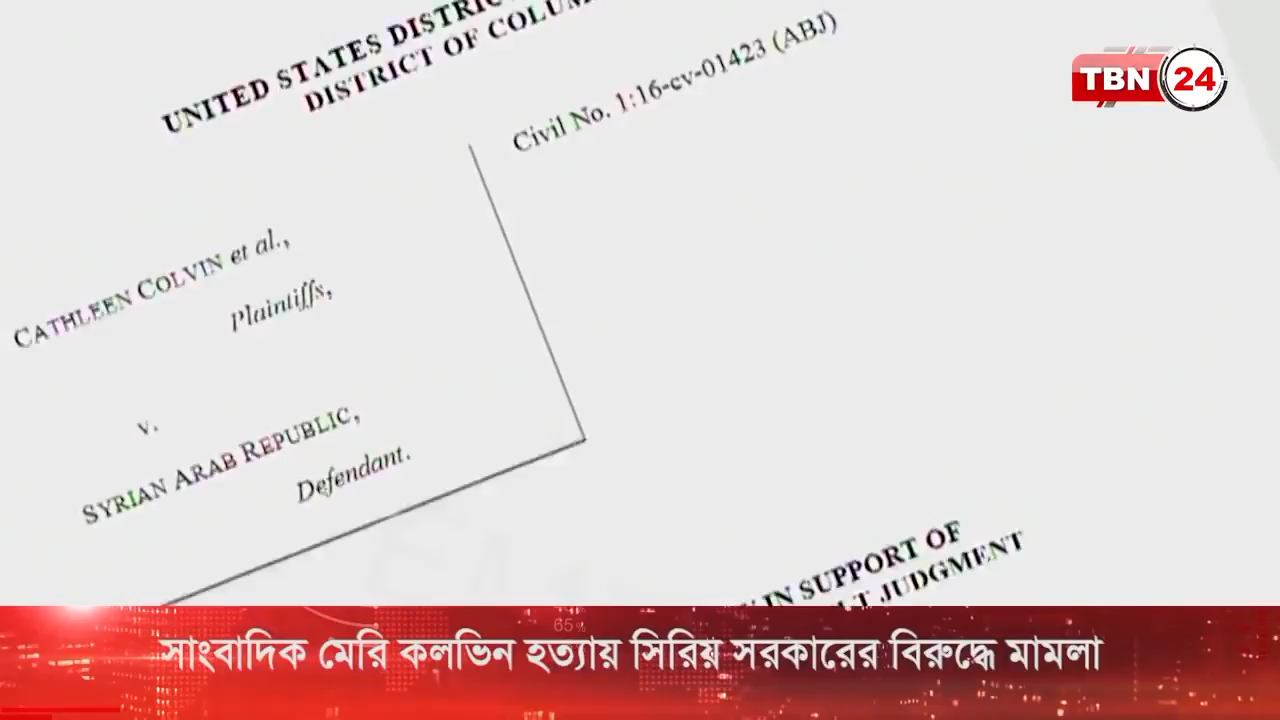 UNITED STATES DISTRIC
DISTRICT OF COLUM
Civil No. 1:16-cv-01423 (ABJ)
CATHLEEN COLVIN et al.,
Plaintiffs,
v.
SYRIAN ARAB REPUBLIC,
Defendant.
IN SUPPORT OF
JUDGMENT
TBN 24
65%
সাংবাদিক মেরি কলভিন হত্যায় সিরিয় সরকারের বিরুদ্ধে মামলা